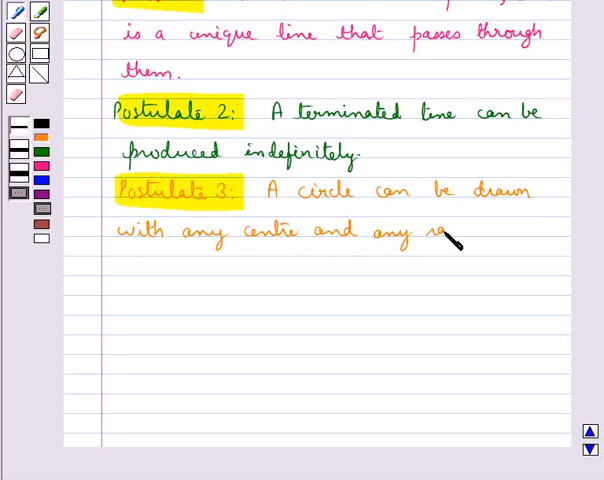 is a unique line that passes through
them.
Postulate 2: A terminated line can be
produced indefinitely.
Postulate 3: A circle can be drawn
with any centre and any ra